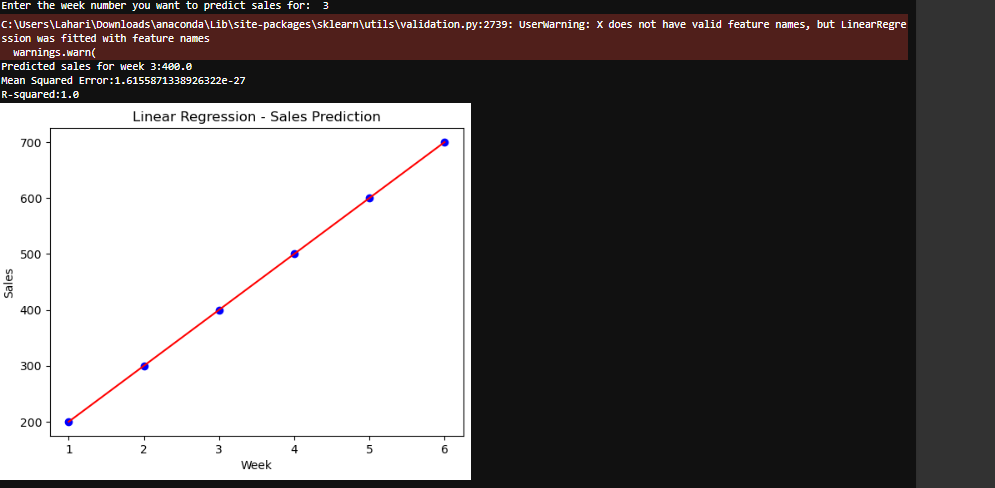 Enter the week number you want to predict sales for:  3
C:\Users\Lahari\Downloads\anaconda\Lib\site-packages\sklearn\utils\validation.py:2739: UserWarning: X does not have valid feature names, but LinearRegre
ssion was fitted with feature names
  warnings.warn(
Predicted sales for week 3:400.0
Mean Squared Error:1.6155871338926322e-27
R-squared:1.0
Linear Regression - Sales Prediction
700
600
500
400
300
200
Sales
1 2 3 4 5 6
Week